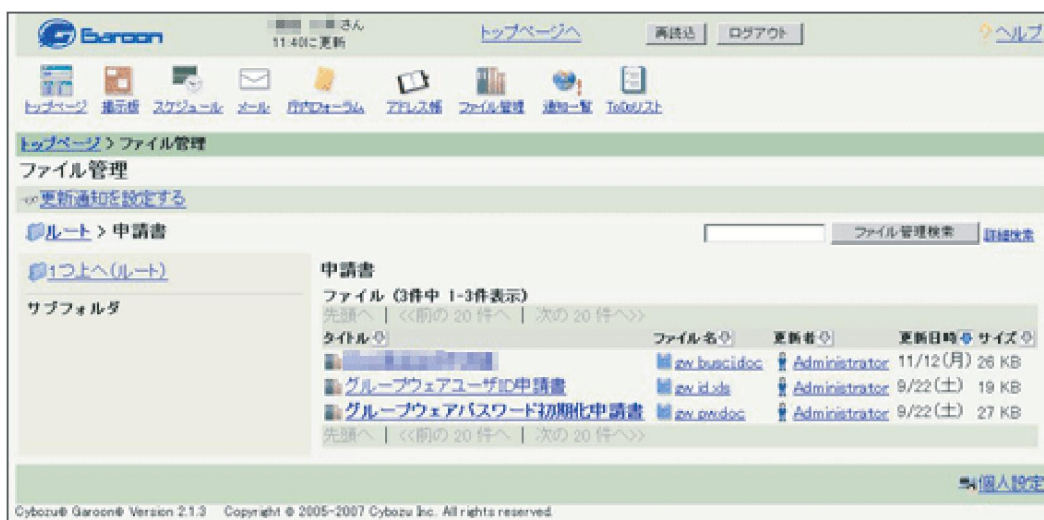 Garoon さん トップページへ 再読込 ログアウト ?ヘルプ
11:40に更新
トップページ 掲示板 スケジュール メール 庁内フォーラム アドレス帳 ファイル管理 通知一覧 ToDoリスト
トップページ > ファイル管理
ファイル管理
更新通知を設定する
ルート > 申請書 ファイル管理検索 詳細検索
1つ上へ(ルート)
サブフォルダ
申請書
ファイル (3件中 1-3件表示)
先頭へ | <<前の 20 件へ | 次の 20 件へ>>
タイトル ファイル名 更新者 更新日時 サイズ
Administrator 11/12(月) 26 KB
グループウェアユーザID申請書 gw_id.xls Administrator 9/22(土) 19 KB
グループウェアパスワード初期化申請書 gw_pw.doc Administrator 9/22(土) 27 KB
先頭へ | <<前の 20 件へ | 次の 20 件へ>>
個人設定
Cybozu® Garoon® Version 2.1.3 Copyright © 2005-2007 Cybozu Inc. All rights reserved.